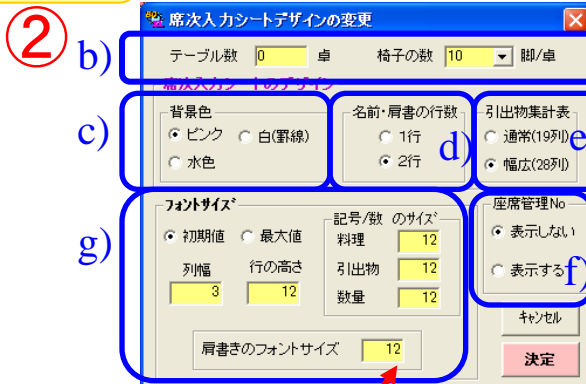 ②
席次入力シートデザインの変更
b)
テーブル数 0 卓 椅子の数 10 脚/卓
席次入力シートのデザイン
c)
背景色
ピンク 白(罫線)
水色
名前・肩書の行数
1行
2行
d)
引出物集計表
通常(19列)
幅広(28列)
e
g)
フォントサイズ
初期値 最大値
列幅 行の高さ
3 12
記号/数 のサイズ
料理 12
引出物 12
数量 12
肩書きのフォントサイズ 12
座席管理No
表示しない
表示する
f)
キャンセル
決定